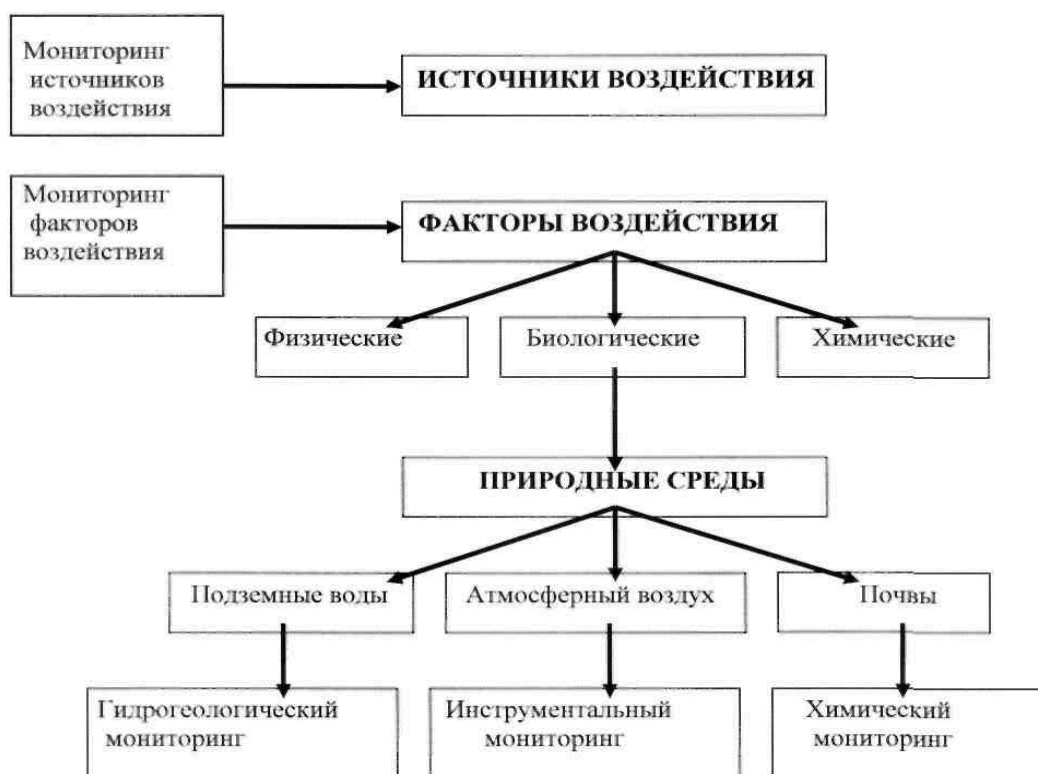 Мониторинг
источников
воздействия
ИСТОЧНИКИ ВОЗДЕЙСТВИЯ
Мониторинг
факторов
воздействия
ФАКТОРЫ ВОЗДЕЙСТВИЯ
Физические
Биологические
Химические
ПРИРОДНЫЕ СРЕДЫ
Подземные воды
Атмосферный воздух
Почвы
Гидрогеологический
мониторинг
Инструментальный
мониторинг
Химический
мониторинг